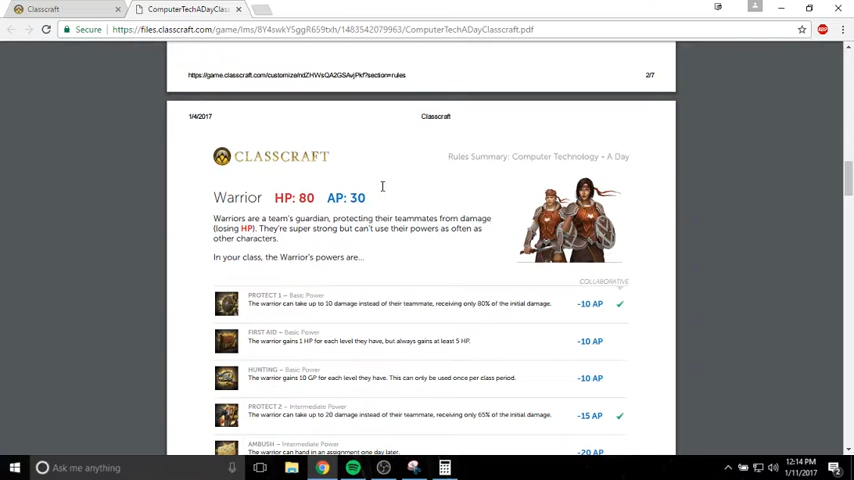 Classcraft
ComputerTechADayClass
Secure
https://files.classcraft.com/game/lms/8Y4swkY5ggR659txh/1483542079963/ComputerTechADayClasscraft.pdf
https://game.classcraft.com/customize/ndZHWsQA2GSAvjPkf?section=rules
2/7
1/4/2017
Classcraft
CLASSCRAFT
Rules Summary: Computer Technology - A Day
Warrior HP: 80 AP: 30
Warriors are a team's guardian, protecting their teammates from damage
(losing HP). They're super strong but can't use their powers as often as
other characters.
In your class, the Warrior's powers are...
COLLABORATIVE
PROTECT 1 – Basic Power
The warrior can take up to 10 damage instead of their teammate, receiving only 80% of the initial damage.
-10 AP
FIRST AID – Basic Power
The warrior gains 1 HP for each level they have, but always gains at least 5 HP.
-10 AP
HUNTING – Basic Power
The warrior gains 10 GP for each level they have. This can only be used once per class period.
-10 AP
PROTECT 2 – Intermediate Power
The warrior can take up to 20 damage instead of their teammate, receiving only 65% of the initial damage.
-15 AP
AMBUSH – Intermediate Power
The warrior can hand in an assignment one day later.
-20 AP
Ask me anything
12:14 PM
1/11/2017
2